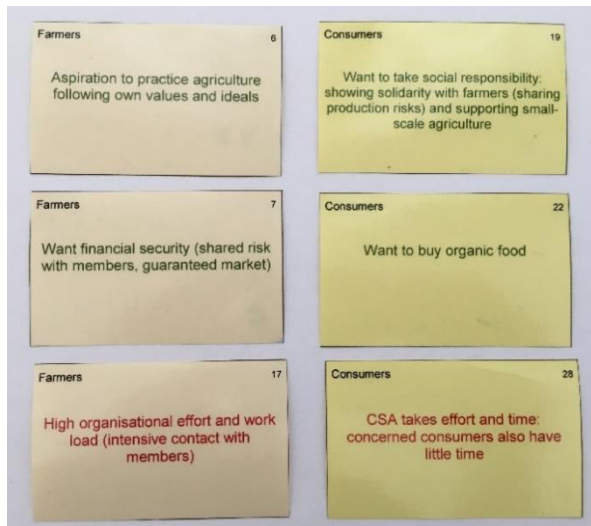 Farmers 6
Aspiration to practice agriculture
following own values and ideals
Consumers 19
Want to take social responsibility:
showing solidarity with farmers (sharing
production risks) and supporting small-
scale agriculture
Farmers 7
Want financial security (shared risk
with members, guaranteed market)
Consumers 22
Want to buy organic food
Farmers 17
High organisational effort and work
load (intensive contact with
members)
Consumers 28
CSA takes effort and time:
concerned consumers also have
little time